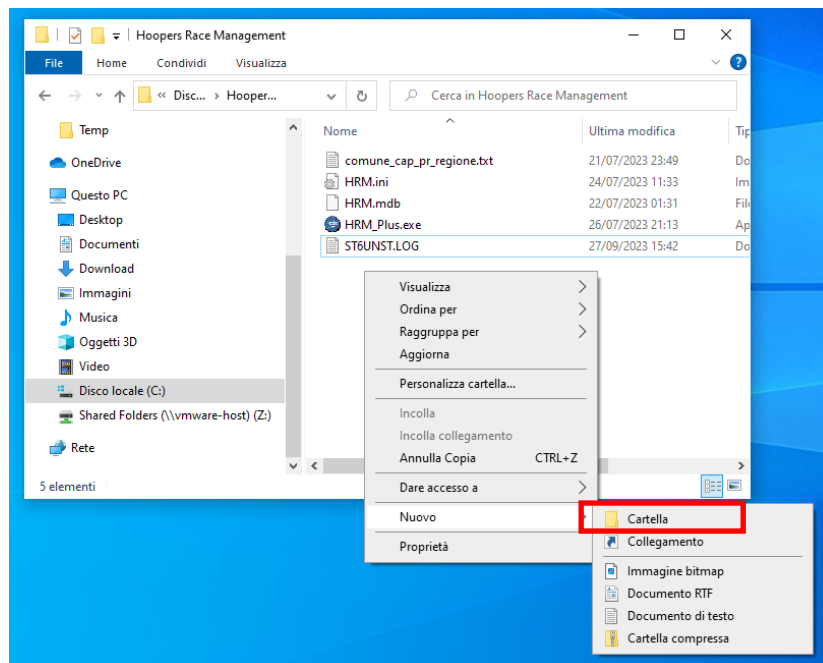 Hoopers Race Management
File Home Condividi Visualizza
« Disc... › Hooper... Cerca in Hoopers Race Management
Temp
OneDrive
Questo PC
Desktop
Documenti
Download
Immagini
Musica
Oggetti 3D
Video
Disco locale (C:)
Shared Folders (\\vmware-host) (Z:)
Rete
Nome Ultima modifica Tip
comune_cap_pr_regione.txt 21/07/2023 23:49 Do
HRM.ini 24/07/2023 11:33 Im
HRM.mdb 22/07/2023 01:31 File
HRM_Plus.exe 26/07/2023 21:13 Ap
ST6UNST.LOG 27/09/2023 15:42 Do
Visualizza
Ordina per
Raggruppa per
Aggiorna
Personalizza cartella...
Incolla
Incolla collegamento
Annulla Copia CTRL+Z
Dare accesso a
Nuovo
Proprietà
Cartella
Collegamento
Immagine bitmap
Documento RTF
Documento di testo
Cartella compressa
5 elementi